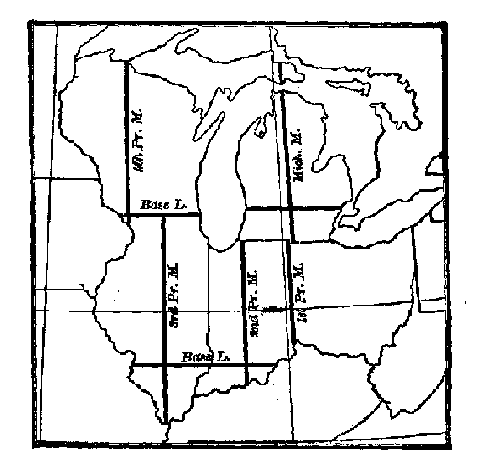 4th Pr. M.
Mich. M.
Base L.
3rd Pr. M.
2nd Pr. M.
1st Pr. M.
Base L.